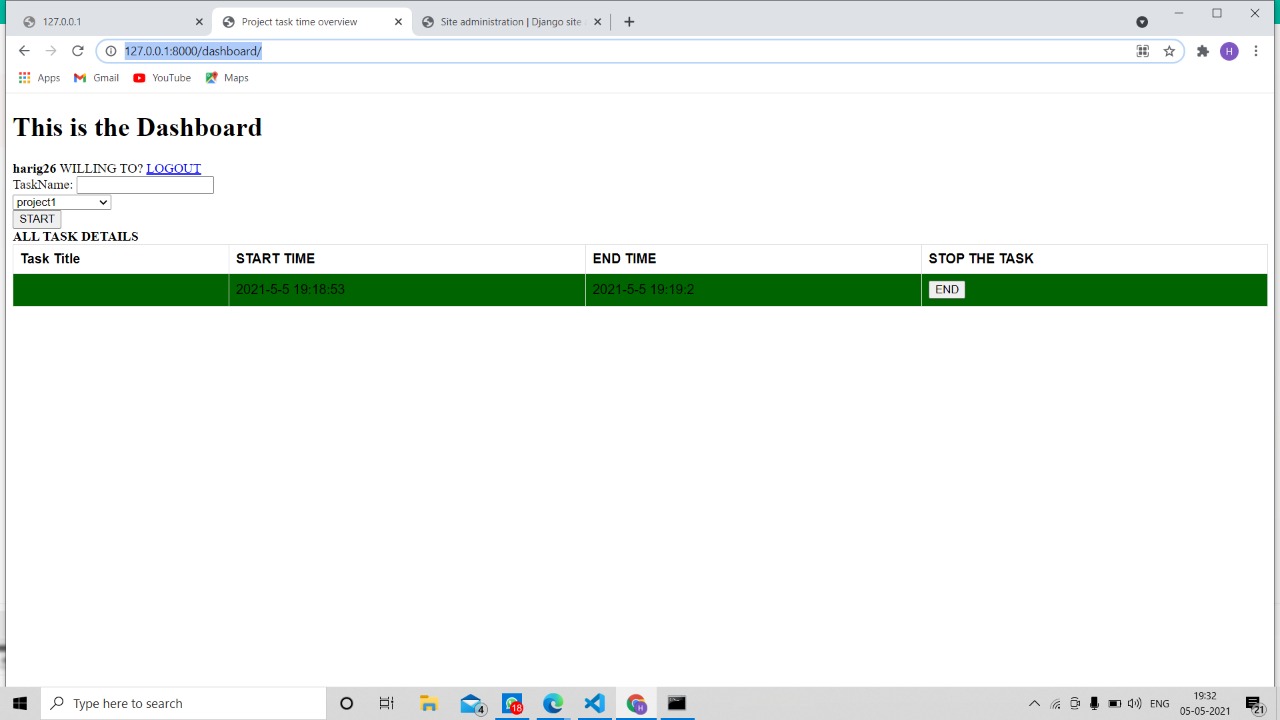 127.0.0.1
Project task time overview
Site administration | Django site
127.0.0.1:8000/dashboard/
H
Apps
Gmail
YouTube
Maps
This is the Dashboard
harig26 WILLING TO? LOGOUT
TaskName:
project1
START
ALL TASK DETAILS
Task Title START TIME END TIME STOP THE TASK
2021-5-5 19:18:53 2021-5-5 19:19:2 END
Type here to search
4
18
H
ENG
19:32
05-05-2021
21